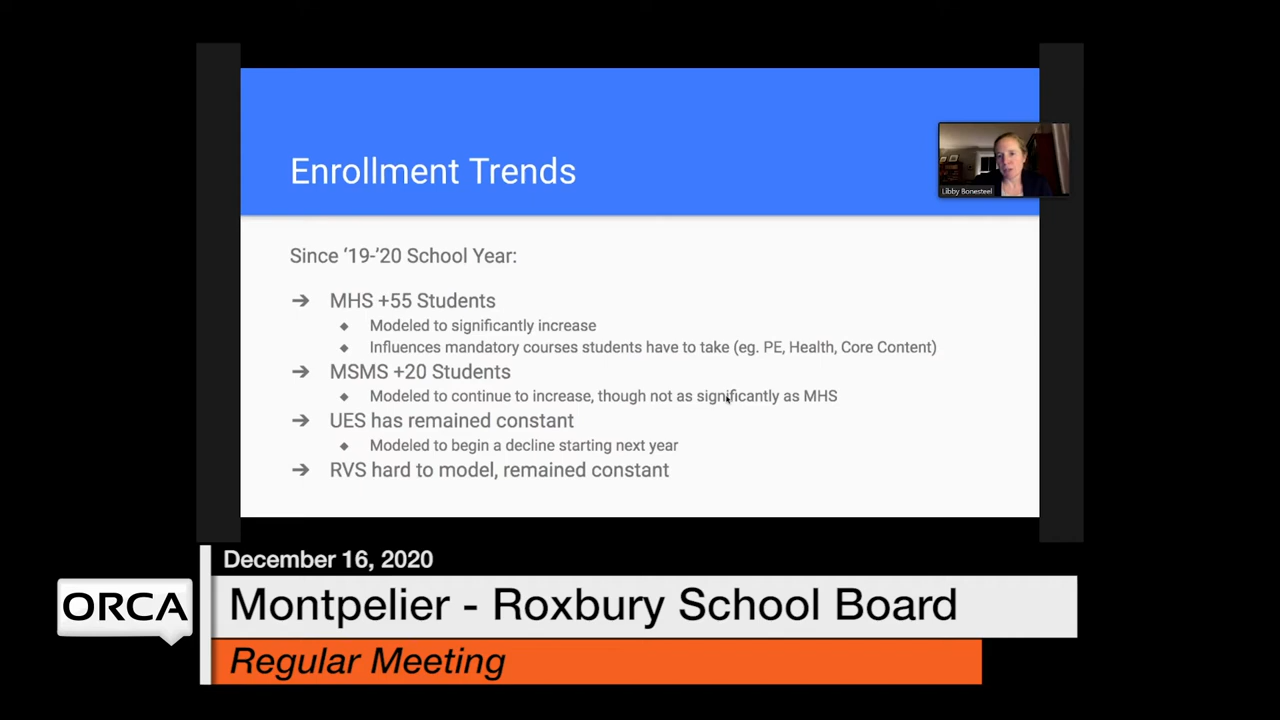 Enrollment Trends
Libby Bonesteel
Since ‘19-’20 School Year:
➔ MHS +55 Students
◆ Modeled to significantly increase
◆ Influences mandatory courses students have to take (eg. PE, Health, Core Content)
➔ MSMS +20 Students
◆ Modeled to continue to increase, though not as significantly as MHS
➔ UES has remained constant
◆ Modeled to begin a decline starting next year
➔ RVS hard to model, remained constant
December 16, 2020
ORCA
Montpelier - Roxbury School Board
Regular Meeting